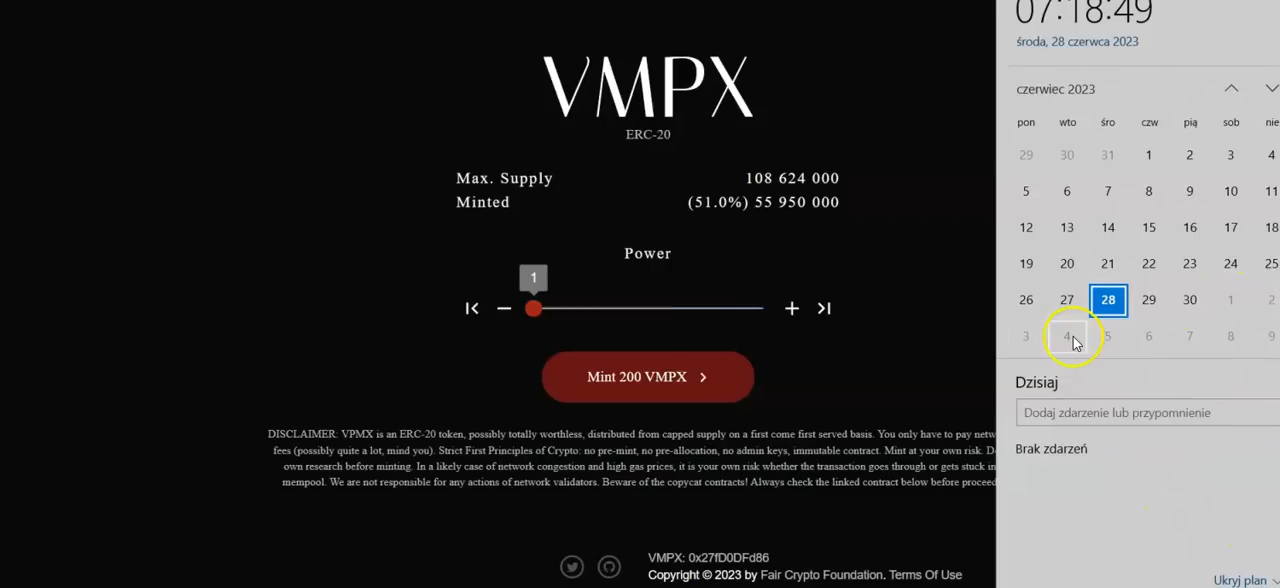 VMPX
ERC-20
Max. Supply 108 624 000
Minted (51.0%) 55 950 000
Power
1
Mint 200 VMPX
DISCLAIMER: VPMX is an ERC-20 token, possibly totally worthless, distributed from capped supply on a first come first served basis. You only have to pay netw
fees (possibly quite a lot, mind you). Strict First Principles of Crypto: no pre-mint, no pre-allocation, no admin keys, immutable contract. Mint at your own risk. D
own research before minting. In a likely case of network congestion and high gas prices, it is your own risk whether the transaction goes through or gets stuck in
mempool. We are not responsible for any actions of network validators. Beware of the copycat contracts! Always check the linked contract below before proceed
VMPX: 0x27fD0DFd86
Copyright © 2023 by Fair Crypto Foundation. Terms Of Use
07:18:49
środa, 28 czerwca 2023
czerwiec 2023
pon wto śro czw pią sob nie
29 30 31 1 2 3 4
5 6 7 8 9 10 11
12 13 14 15 16 17 18
19 20 21 22 23 24 25
26 27 28 29 30 1 2
3 4 5 6 7 8 9
Dzisiaj
Dodaj zdarzenie lub przypomnienie
Brak zdarzeń
Ukryj plan